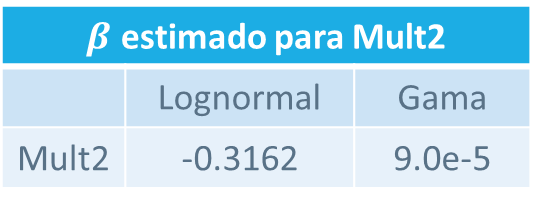 β estimado para Mult2
Lognormal Gama
Mult2 -0.3162 9.0e-5